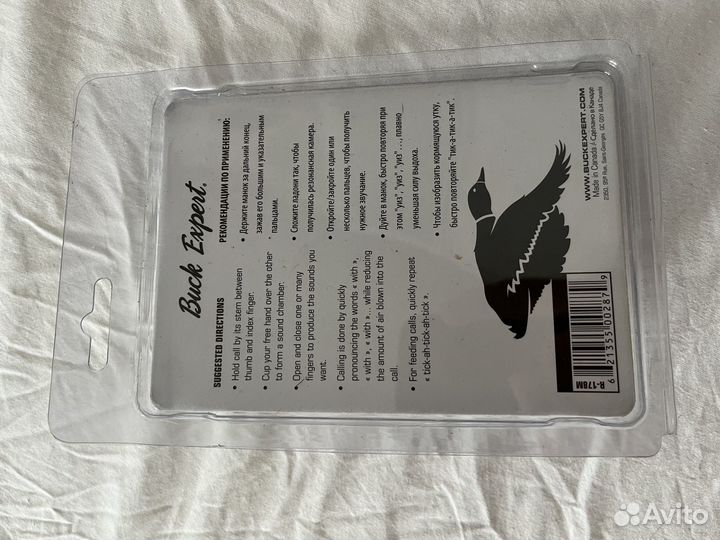 Buck Expert.
SUGGESTED DIRECTIONS
• Hold call by its stem between
thumb and index finger.
• Cup your free hand over the other
to form a sound chamber.
• Open and close one or many
fingers to produce the sounds you
want.
• Calling is done by quickly
pronouncing the words « with »,
« with », « with »... while reducing
the amount of air blown into the
call.
• For feeding calls, quickly repeat
« tick-ah-tick-ah-tick ».
РЕКОМЕНДАЦИИ ПО ПРИМЕНЕНИЮ:
• Держите манок за дальний конец,
зажав его большим и указательным
пальцами.
• Сложите ладони так, чтобы
получилась резонансная камера.
• Откройте/закройте один или
несколько пальцев, чтобы получить
нужное звучание.
• Дуйте в манок, быстро повторяя при
этом "уиз", "уиз", "уиз" ..., плавно
уменьшая силу выдоха.
• Чтобы изобразить кормящуюся утку,
быстро повторяйте "тик-а-тик-а-тик".
R-178M
6 21355 00287 9
WWW.BUCKEXPERT.COM
Made in Canada / Сделано в Канаде
Saint-Georges QC G5Y 8J4 Canada
Avito